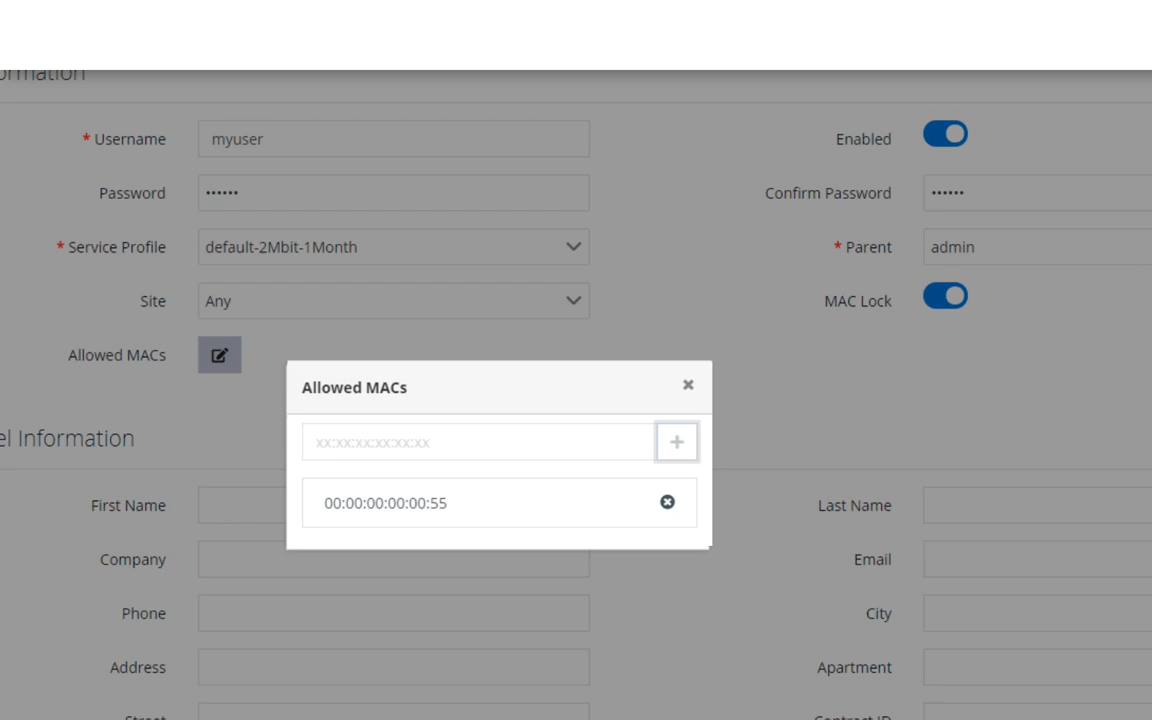 ormation
* Username myuser Enabled
Password •••••• Confirm Password ••••••
* Service Profile default-2Mbit-1Month * Parent admin
Site Any MAC Lock
Allowed MACs
Allowed MACs
xx:xx:xx:xx:xx:xx
00:00:00:00:00:55
el Information
First Name Last Name
Company Email
Phone City
Address Apartment
Street Contract ID